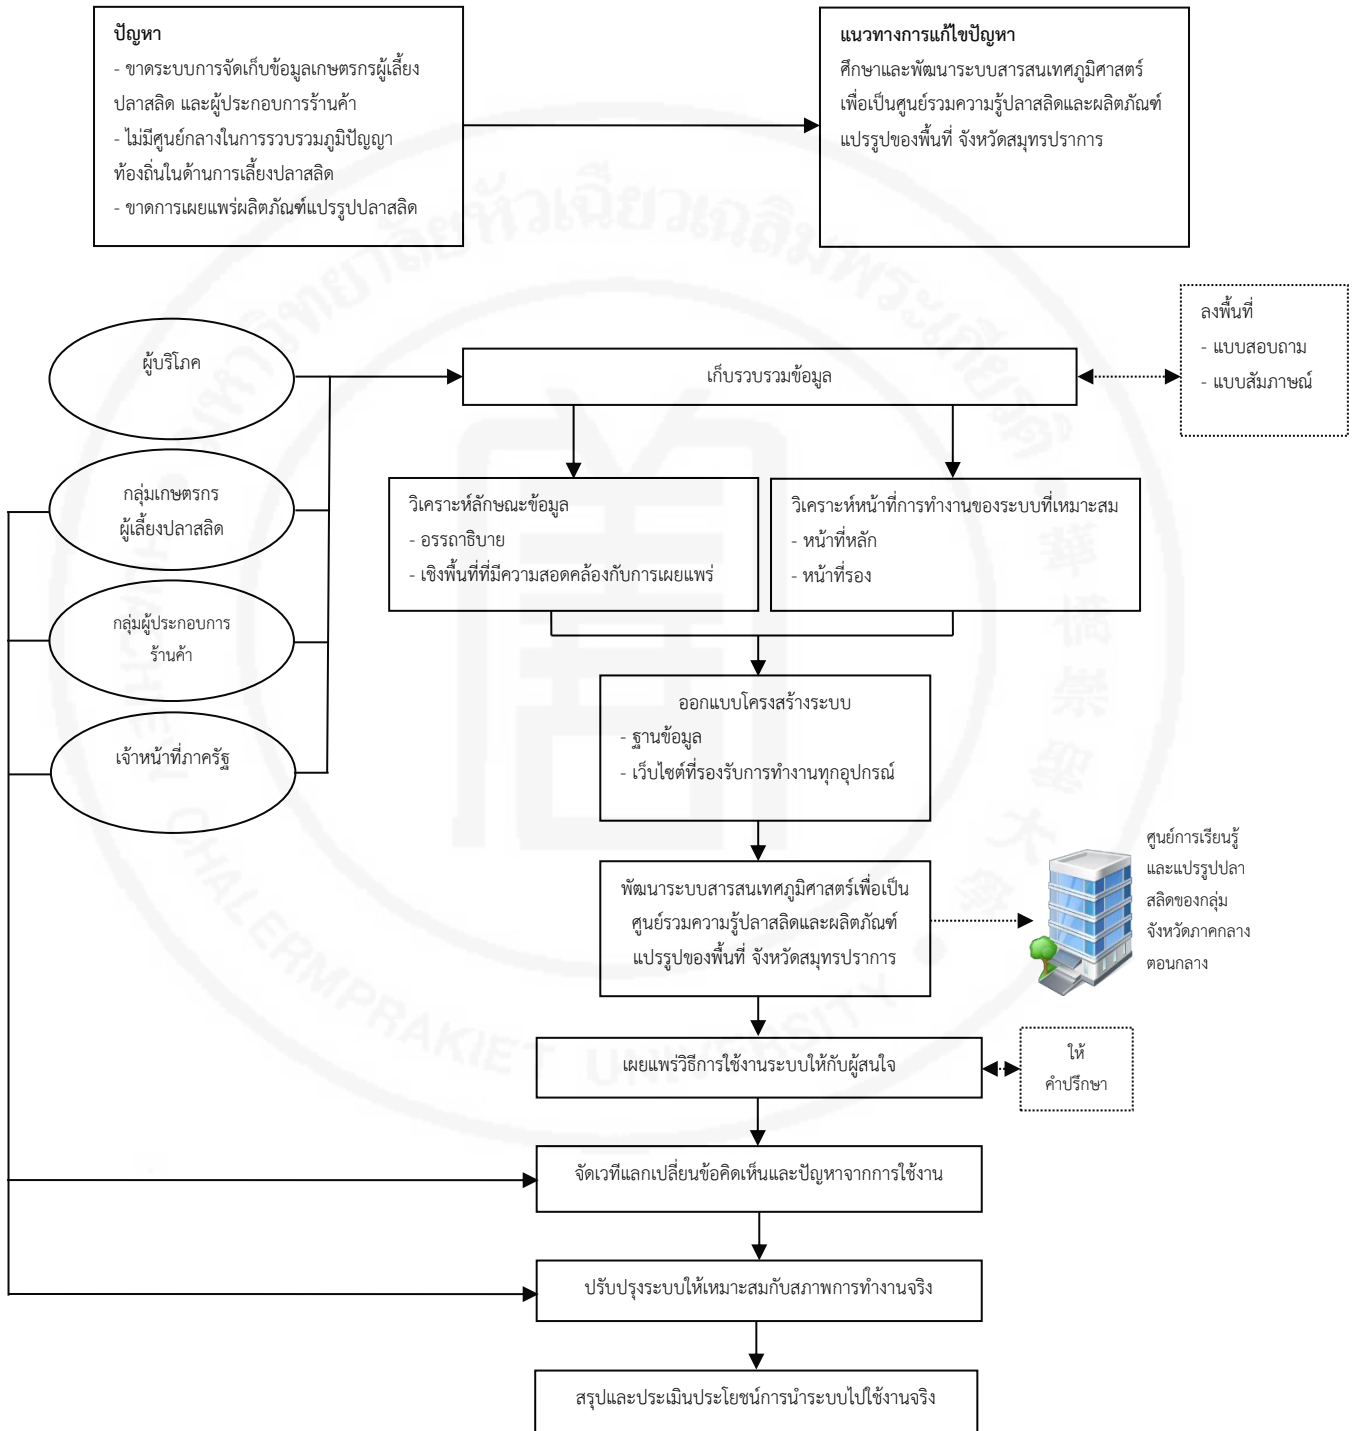 ปัญหา
- ขาดระบบการจัดเก็บข้อมูลเกษตรกรผู้เลี้ยง
ปลาสลิด และผู้ประกอบการร้านค้า
- ไม่มีศูนย์กลางในการรวบรวมภูมิปัญญา
ท้องถิ่นในด้านการเลี้ยงปลาสลิด
- ขาดการเผยแพร่ผลิตภัณฑ์แปรรูปปลาสลิด
แนวทางการแก้ไขปัญหา
ศึกษาและพัฒนาระบบสารสนเทศภูมิศาสตร์
เพื่อเป็นศูนย์รวมความรู้ปลาสลิดและผลิตภัณฑ์
แปรรูปของพื้นที่ จังหวัดสมุทรปราการ
ลงพื้นที่
- แบบสอบถาม
- แบบสัมภาษณ์
ผู้บริโภค
เก็บรวบรวมข้อมูล
กลุ่มเกษตรกร
ผู้เลี้ยงปลาสลิด
กลุ่มผู้ประกอบการ
ร้านค้า
เจ้าหน้าที่ภาครัฐ
วิเคราะห์ลักษณะข้อมูล
- อรรถาธิบาย
- เชิงพื้นที่ที่มีความสอดคล้องกับการเผยแพร่
วิเคราะห์หน้าที่การทำงานของระบบที่เหมาะสม
- หน้าที่หลัก
- หน้าที่รอง
ออกแบบโครงสร้างระบบ
- ฐานข้อมูล
- เว็บไซต์ที่รองรับการทำงานทุกอุปกรณ์
พัฒนาระบบสารสนเทศภูมิศาสตร์เพื่อเป็น
ศูนย์รวมความรู้ปลาสลิดและผลิตภัณฑ์
แปรรูปของพื้นที่ จังหวัดสมุทรปราการ
ศูนย์การเรียนรู้
และแปรรูปปลา
สลิดของกลุ่ม
จังหวัดภาคกลาง
ตอนกลาง
เผยแพร่วิธีการใช้งานระบบให้กับผู้สนใจ
ให้
คำปรึกษา
จัดเวทีแลกเปลี่ยนข้อคิดเห็นและปัญหาจากการใช้งาน
ปรับปรุงระบบให้เหมาะสมกับสภาพการทำงานจริง
สรุปและประเมินประโยชน์การนำระบบไปใช้งานจริง
มหาวิทยาลัยหัวเฉียวเฉลิมพระเกียรติ
CHALERMPRAKIET UNIVERSITY
華僑崇聖大學